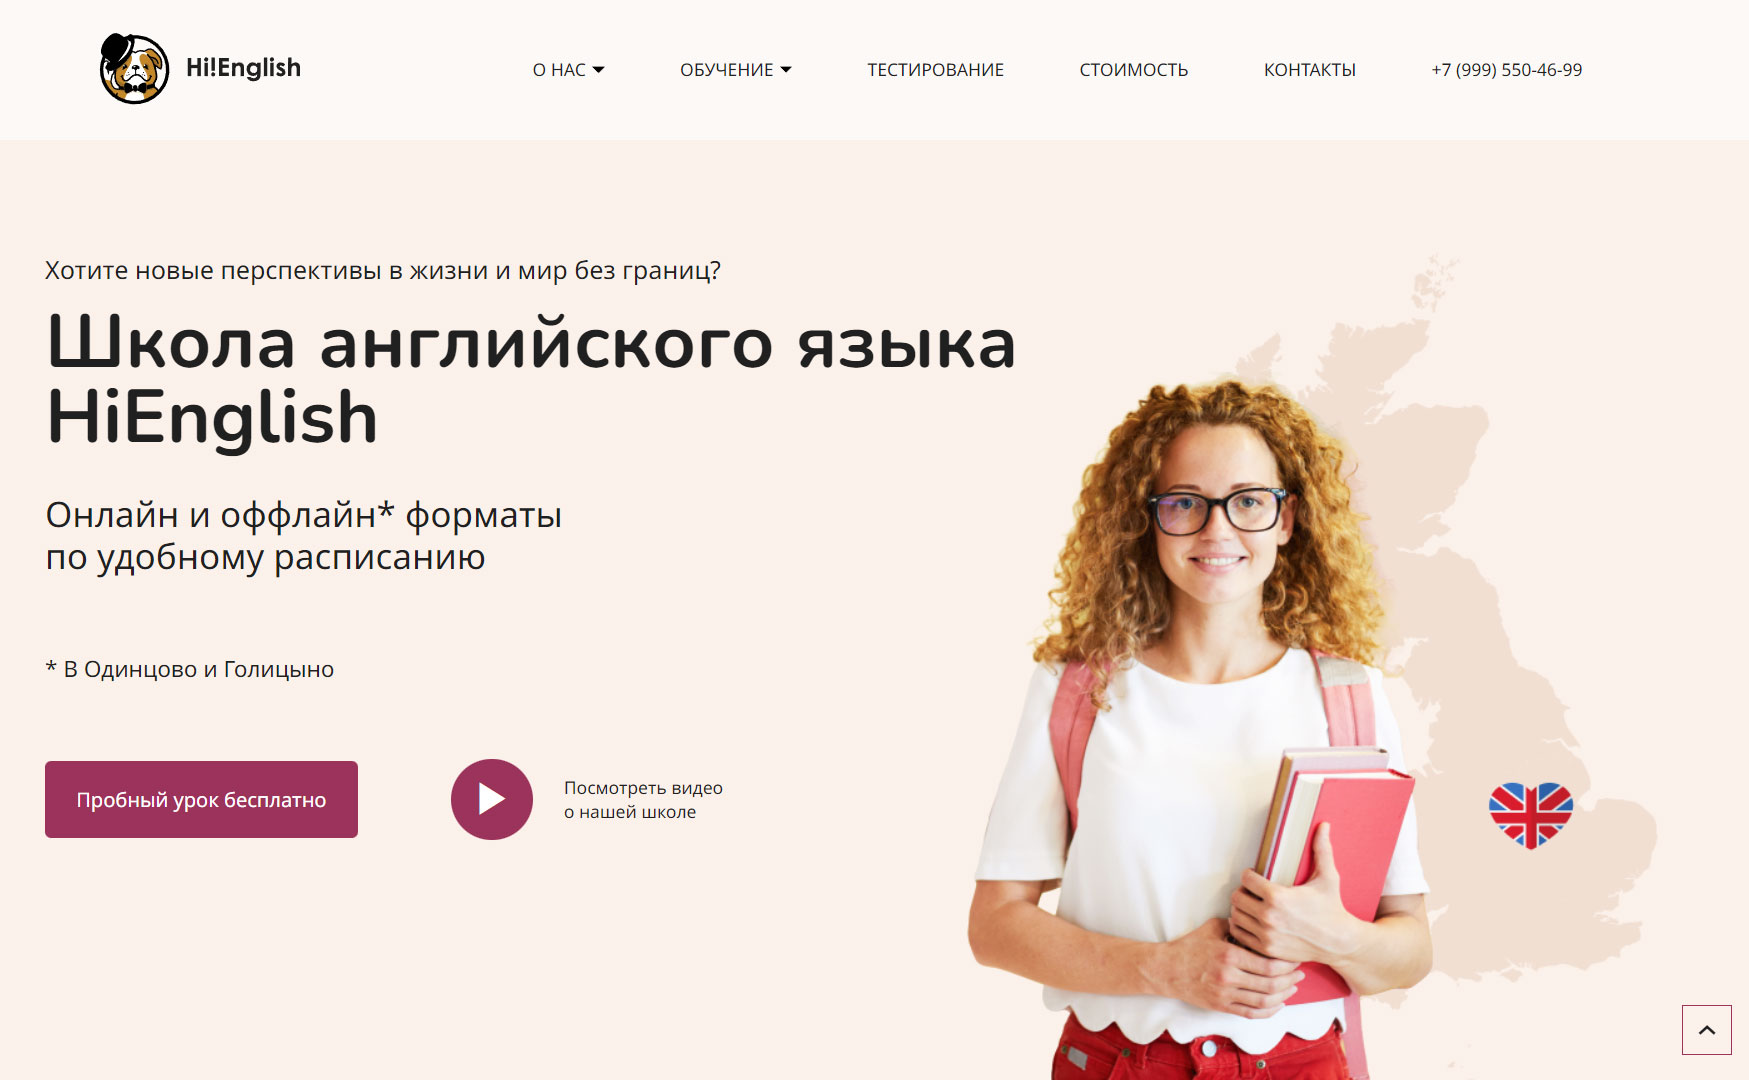 Hi!English
О НАС
ОБУЧЕНИЕ
ТЕСТИРОВАНИЕ
СТОИМОСТЬ
КОНТАКТЫ
+7 (999) 550-46-99
Хотите новые перспективы в жизни и мир без границ?
Школа английского языка
HiEnglish
Онлайн и оффлайн* форматы
по удобному расписанию
* В Одинцово и Голицыно
Пробный урок бесплатно
Посмотреть видео
о нашей школе